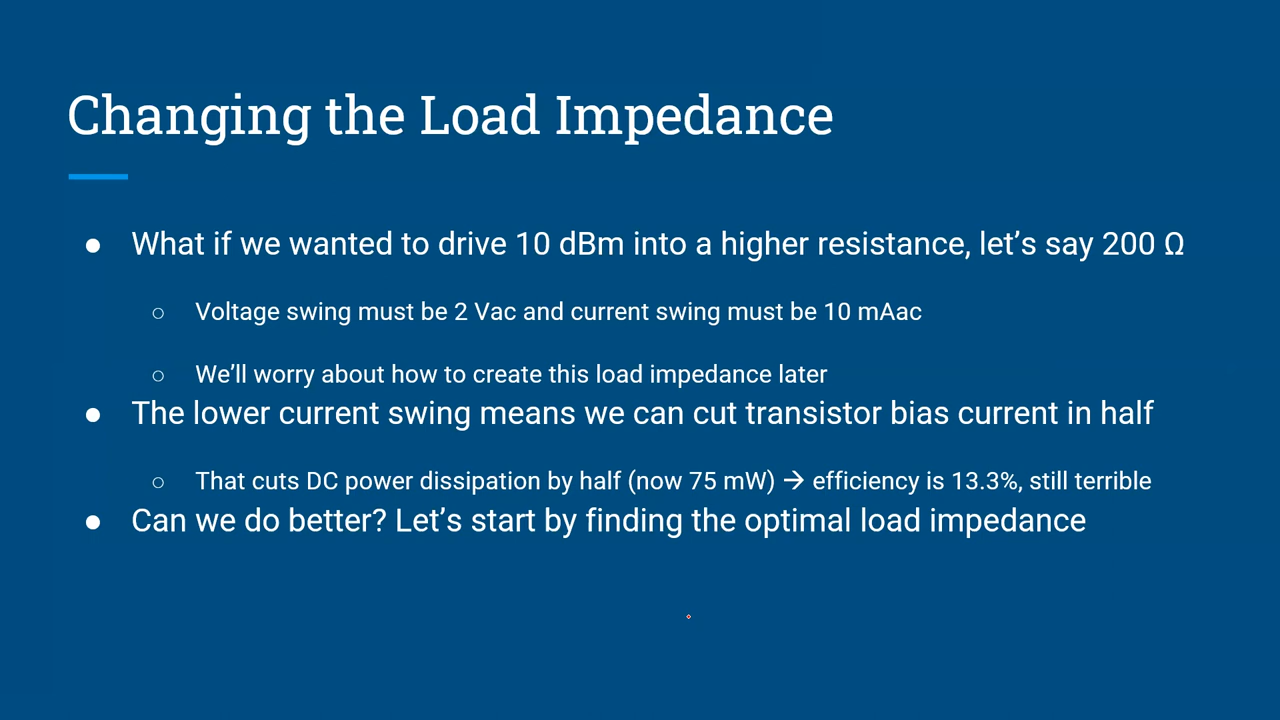 Changing the Load Impedance
● What if we wanted to drive 10 dBm into a higher resistance, let’s say 200 Ω
○ Voltage swing must be 2 Vac and current swing must be 10 mAac
○ We’ll worry about how to create this load impedance later
● The lower current swing means we can cut transistor bias current in half
○ That cuts DC power dissipation by half (now 75 mW) → efficiency is 13.3%, still terrible
● Can we do better? Let’s start by finding the optimal load impedance